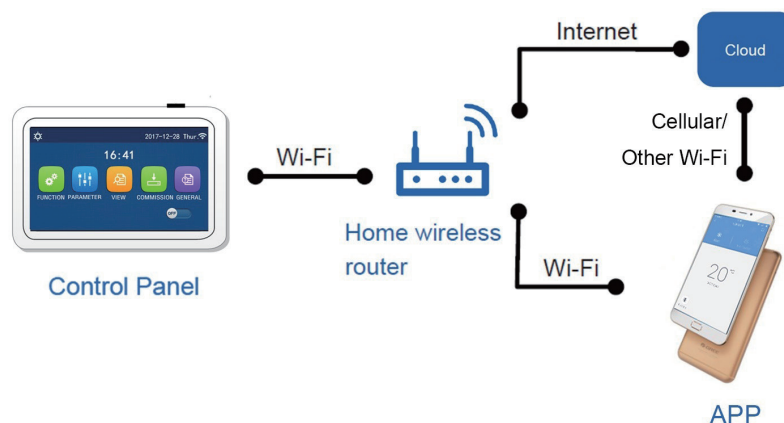 Internet
Cloud
Cellular/
Other Wi-Fi
2017-12-28 Thur.
16:41
FUNCTION PARAMETER VIEW COMMISSION GENERAL
OFF
Wi-Fi
Home wireless
router
Wi-Fi
Control Panel
20°C
APP